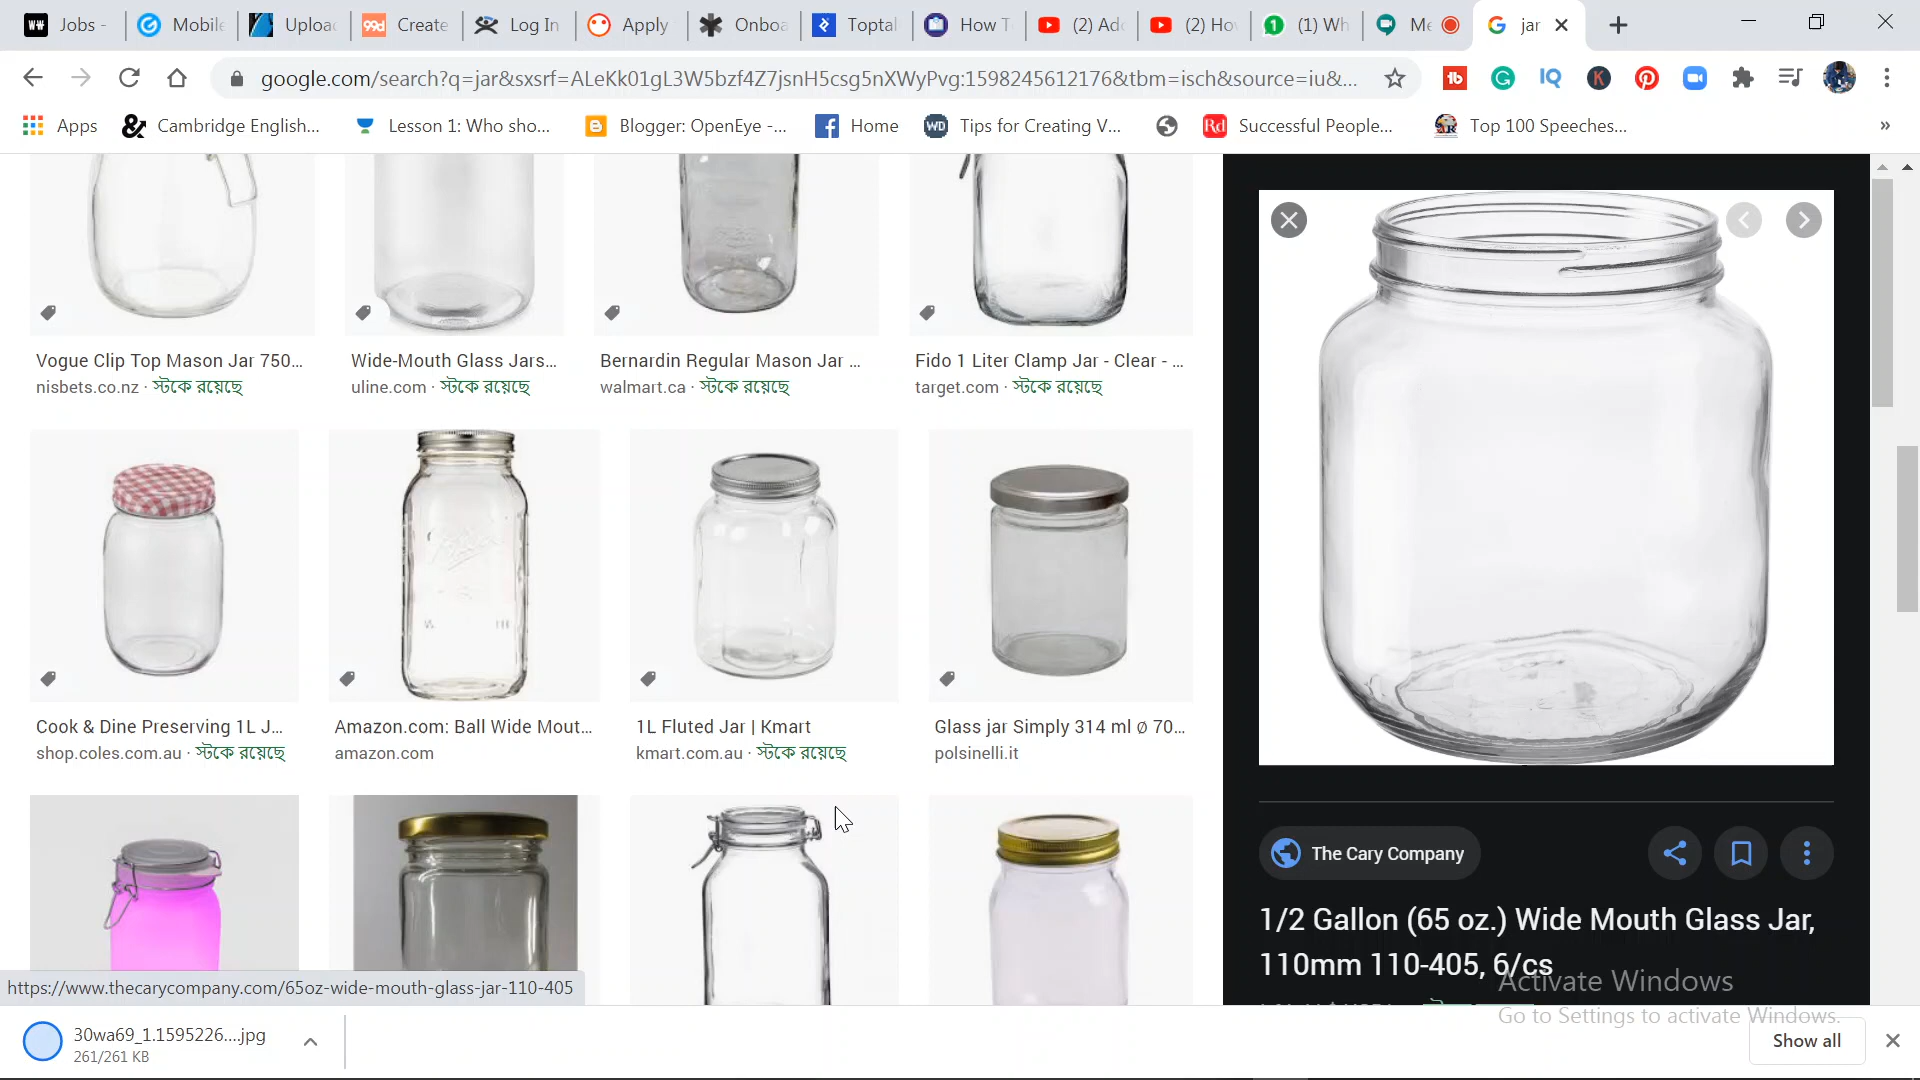 Jobs -
Mobile
Uploa
Create
Log In
Apply
Onbo
Toptal
How T
(2) Ad
(2) Ho
(1) Wh
Me
jar
google.com/search?q=jar&sxsrf=ALeKk01gL3W5bzf4Z7jsnH5csg5nXWyPvg:1598245612176&tbm=isch&source=iu&...
Apps
Cambridge English...
Lesson 1: Who sho...
Blogger: OpenEye -...
Home
Tips for Creating V...
Successful People...
Top 100 Speeches...
Vogue Clip Top Mason Jar 750...
nisbets.co.nz · স্টকে রয়েছে
Wide-Mouth Glass Jars...
uline.com · স্টকে রয়েছে
Bernardin Regular Mason Jar ...
walmart.ca · স্টকে রয়েছে
Fido 1 Liter Clamp Jar - Clear - ...
target.com · স্টকে রয়েছে
Cook & Dine Preserving 1L J...
shop.coles.com.au · স্টকে রয়েছে
Amazon.com: Ball Wide Mout...
amazon.com
1L Fluted Jar | Kmart
kmart.com.au · স্টকে রয়েছে
Glass jar Simply 314 ml ø 70...
polsinelli.it
The Cary Company
1/2 Gallon (65 oz.) Wide Mouth Glass Jar,
110mm 110-405, 6/cs
Activate Windows
Go to Settings to activate Windows.
https://www.thecarycompany.com/65oz-wide-mouth-glass-jar-110-405
30wa69_1.1595226....jpg
261/261 KB
Show all